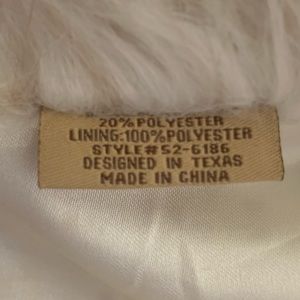 20%POLYESTER
LINING:100%POLYESTER
STYLE#52-6186
DESIGNED IN TEXAS
MADE IN CHINA